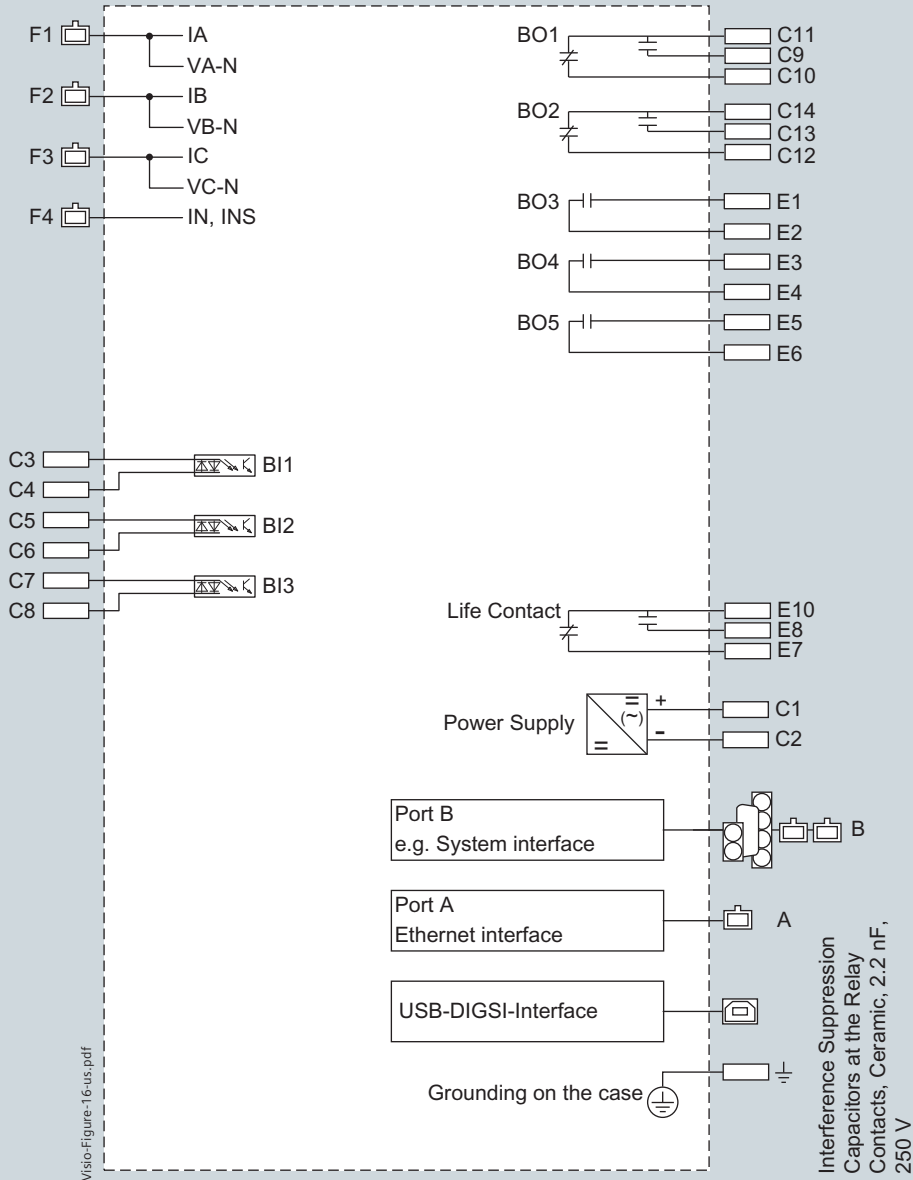 F1
IA
VA-N
F2
IB
VB-N
F3
IC
VC-N
F4
IN, INS
C3
C4
BI1
C5
C6
BI2
C7
C8
BI3
BO1
C11
C9
C10
BO2
C14
C13
C12
BO3
E1
E2
BO4
E3
E4
BO5
E5
E6
Life Contact
E10
E8
E7
Power Supply
=
(~)
=
+
-
C1
C2
Port B
e.g. System interface
B
Port A
Ethernet interface
A
USB-DIGSI-Interface
Grounding on the case
Interference Suppression
Capacitors at the Relay
Contacts, Ceramic, 2.2 nF,
250 V
Visio-Figure-16-us.pdf